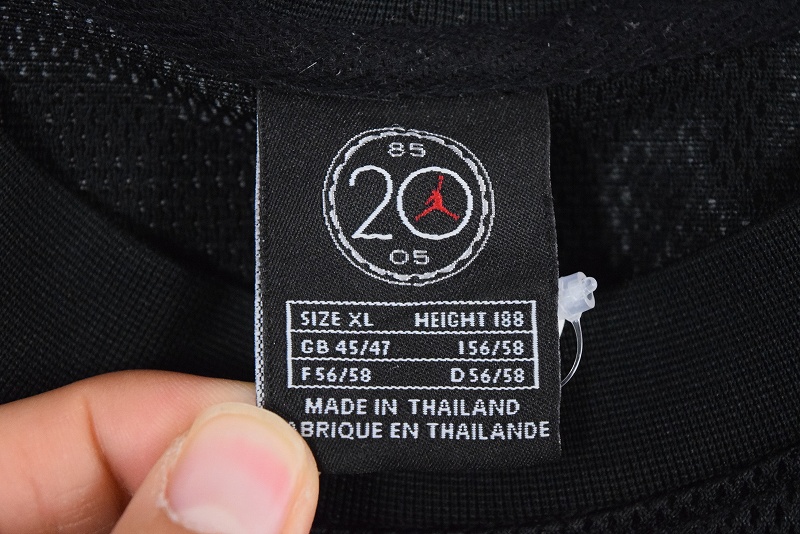 85
20
05
SIZE XL HEIGHT 188
GB 45/47 I 56/58
F 56/58 D 56/58
MADE IN THAILAND
ABRIQUE EN THAILANDE